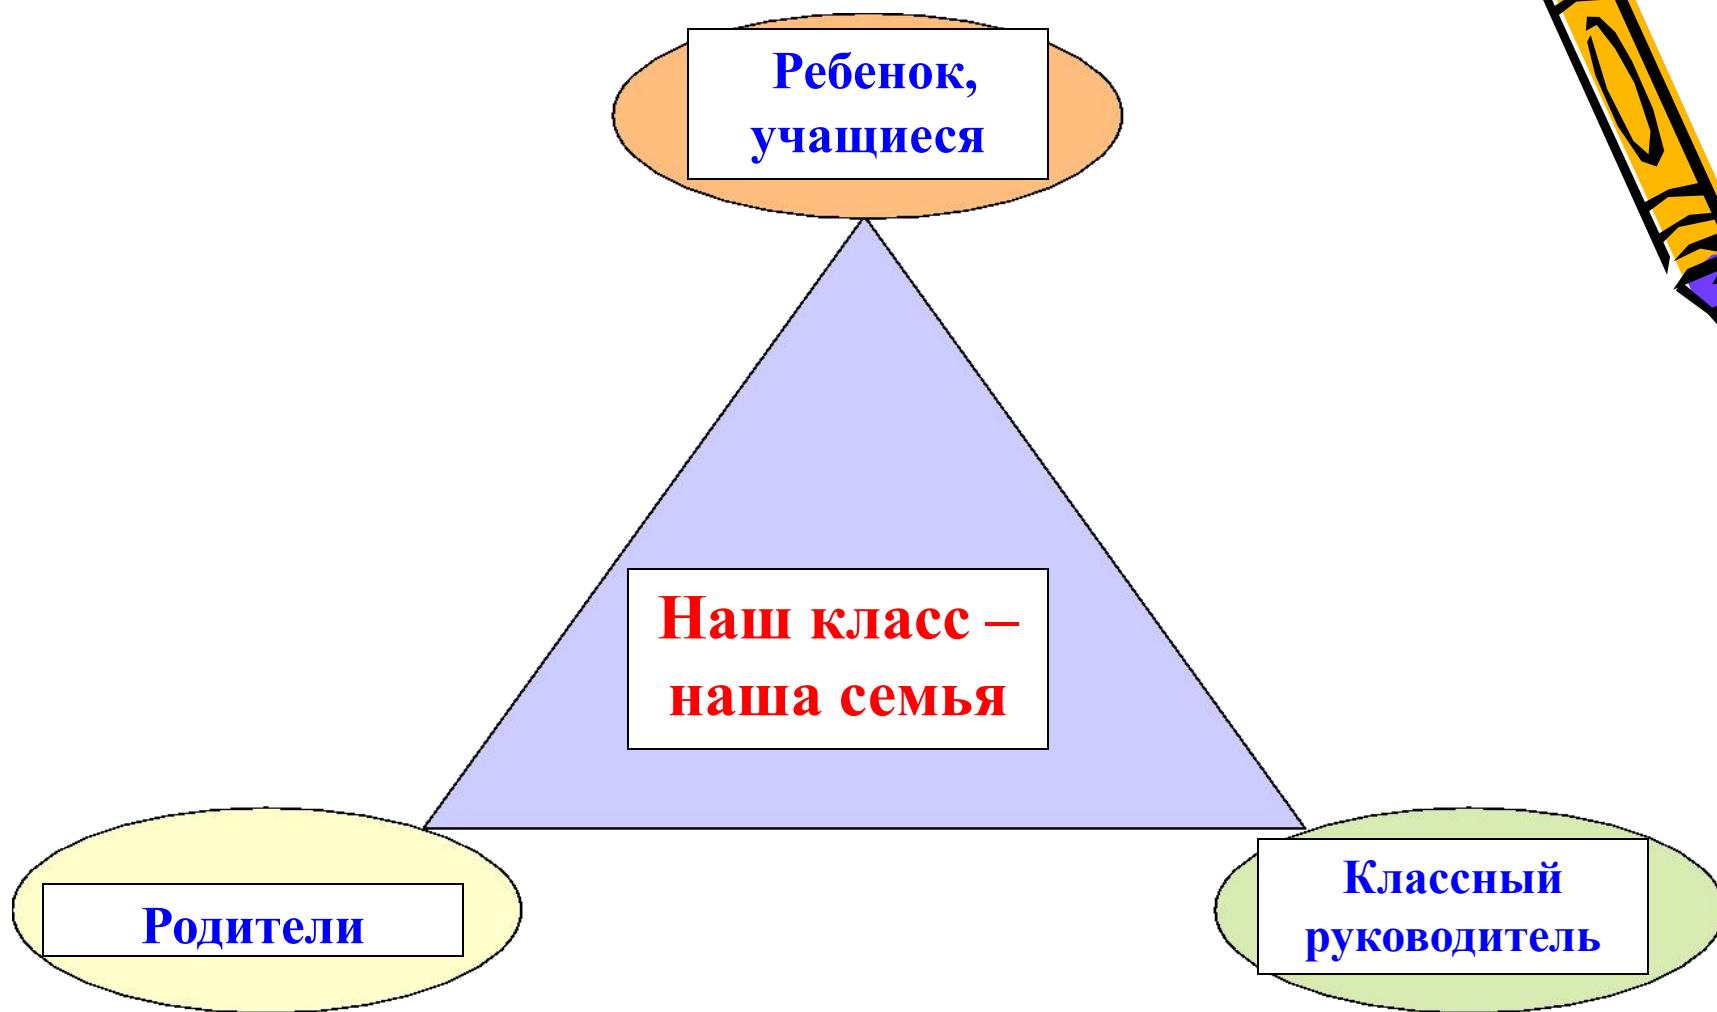 Ребенок,
учащиеся
Наш класс –
наша семья
Родители
Классный
руководитель